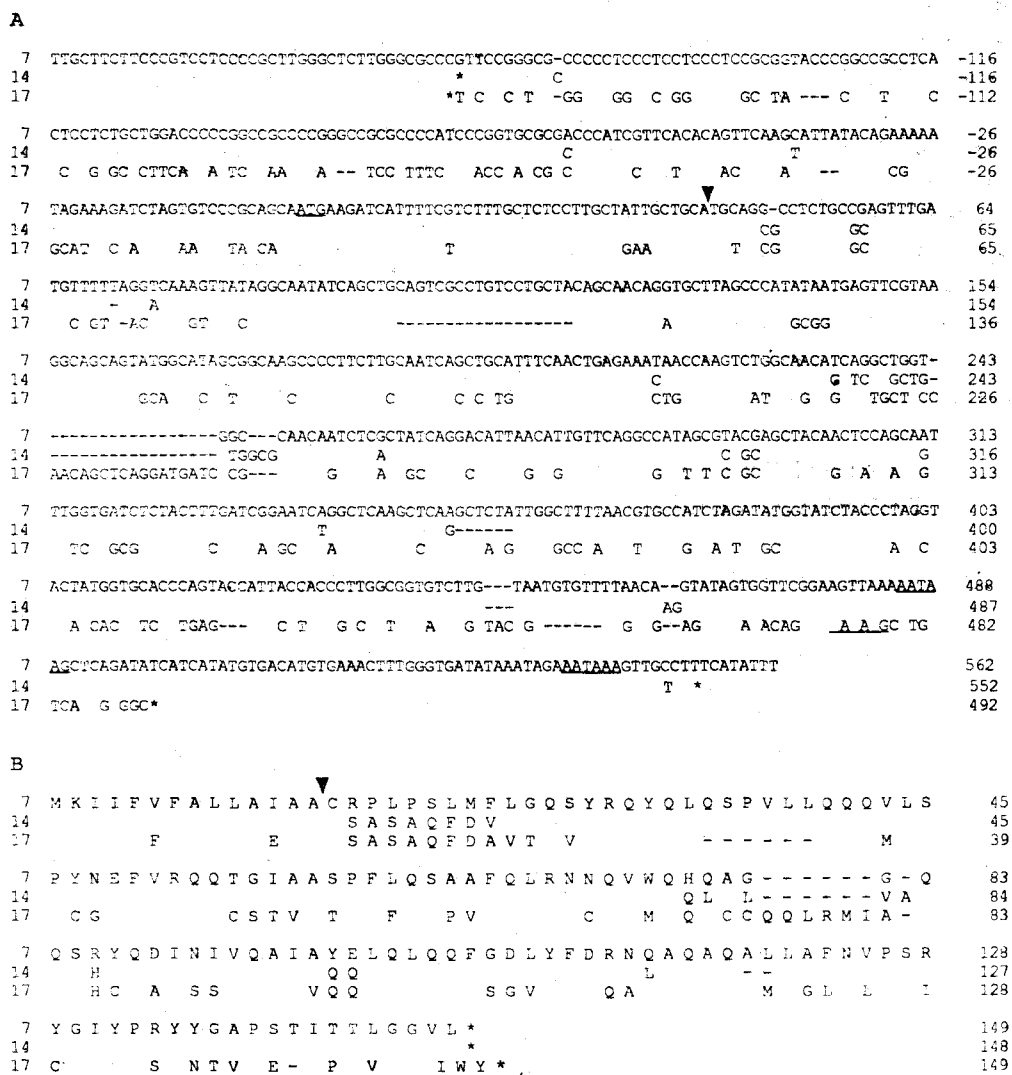 A
7 TTGCTTCTTCCCGTCCTCCCCGCTTGGGCTCTTGGGCGCCCGTTCCGGGCG-CCCCCTCCCTCCTCCCTCCGCGGTACCCGGCCGCCTCA -116
14 * C -116
17 *T C C T -GG GG C GG GC TA --- C T C -112
7 CTCCTCTGCTGGACCCCCGGCCGCCCCGGGCCGCGCCCCATCCCGGTGCGCGACCCATCGTTCACACAGTTCAAGCATTATACAGAAAAA -26
14 C T -26
17 C G GC CTTCA A TC AA A -- TCC TTTC ACC A CG C C T AC A -- CG -26
7 TAGAAAGATCTAGTGTCCCGCAGCAATGAAGATCATTTTCGTCTTTGCTCTCCTTGCTATTGCTGCATGCAGG-CCTCTGCCGAGTTTGA 64
14 CG GC 65
17 GCAT C A AA TA CA T GAA T CG GC 65
7 TGTTTTTAGGTCAAAGTTATAGGCAATATCAGCTGCAGTCGCCTGTCCTGCTACAGCAACAGGTGCTTAGCCCATATAATGAGTTCGTAA 154
14 - A 154
17 C GT -AC GT C ------------------ A GCGG 136
7 GGCAGCAGTATGGCATAGCGGCAAGCCCCTTCTTGCAATCAGCTGCATTTCAACTGAGAAATAACCAAGTCTGGCAACATCAGGCTGGT- 243
14 C G TC GCTG- 243
17 GCA C T C C C C TG CTG AT G G TGCT CC 226
7 -----------------GGC---CAACAATCTCGCTATCAGGACATTAACATTGTTCAGGCCATAGCGTACGAGCTACAACTCCAGCAAT 313
14 -----------------TGGCG A C GC G 316
17 AACAGCTCAGGATGATC CG--- G A GC C G G G T T C GC G A A G 313
7 TTGGTGATCTCTACTTTGATCGGAATCAGGCTCAAGCTCAAGCTCTATTGGCTTTTAACGTGCCATCTAGATATGGTATCTACCCTAGGT 403
14 T G------ 400
17 TC GCG C A GC A C A G GCC A T G A T GC A C 403
7 ACTATGGTGCACCCAGTACCATTACCACCCTTGGCGGTGTCTTG---TAATGTGTTTTAACA--GTATAGTGGTTCGGAAGTTAAAAATA 488
14 --- AG 487
17 A CAC T C TGAG--- C T G C T A G TAC G ------ G G--AG A ACAG A A GC TG 482
7 AGCTCAGATATCATCATATGTGACATGTGAAACTTTGGGTGATATAAATAGAAATAAAGTTGCCTTTCATATTT 562
14 T * 552
17 TCA G GGC* 492
B
7 M K I I F V F A L L A I A A C R P L P S L M F L G Q S Y R Q Y Q L Q S P V L L Q Q Q V L S 45
14 S A S A Q F D V 45
17 F E S A S A Q F D A V T V - - - - - - M 39
7 P Y N E F V R Q Q T G I A A S P F L Q S A A F Q L R N N Q V W Q H Q A G - - - - - - G - Q 83
14 Q L L - - - - - - V A 84
17 C G C S T V T F P V C M Q C C Q Q L R M I A - 83
7 Q S R Y Q D I N I V Q A I A Y E L Q L Q Q F G D L Y F D R N Q A Q A Q A L L A F N V P S R 128
14 H Q Q L - - 127
17 H C A S S V Q Q S G V Q A M G L L I 128
7 Y G I Y P R Y Y G A P S T I T T L G G V L * 149
14 * 148
17 C S N T V E - P V I W Y * 149